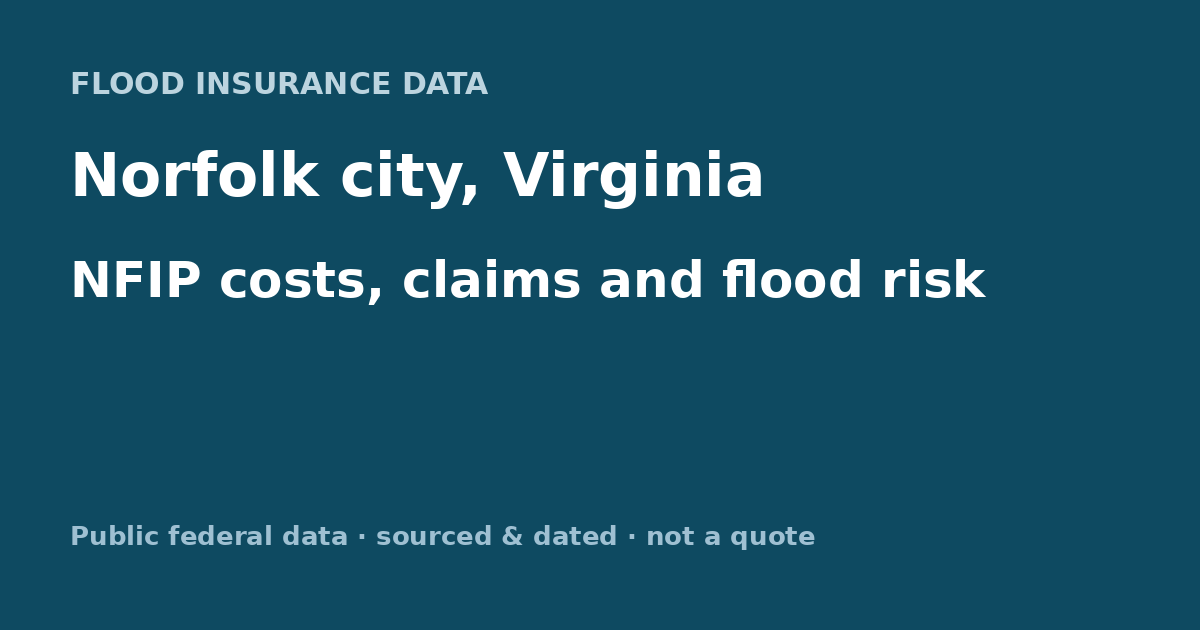 FLOOD INSURANCE DATA
Norfolk city, Virginia
NFIP costs, claims and flood risk
Public federal data · sourced & dated · not a quote